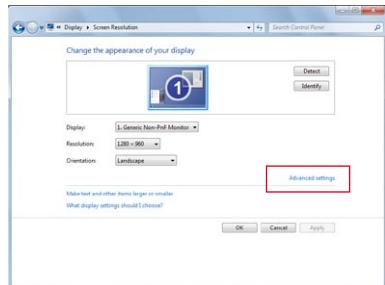 « Display ▸ Screen Resolution
Search Control Panel
Change the appearance of your display
1
Detect
Identify
Display:
1. Generic Non-PnP Monitor
Resolution:
1280 × 960
Orientation:
Landscape
Advanced settings
Make text and other items larger or smaller
What display settings should I choose?
OK
Cancel
Apply